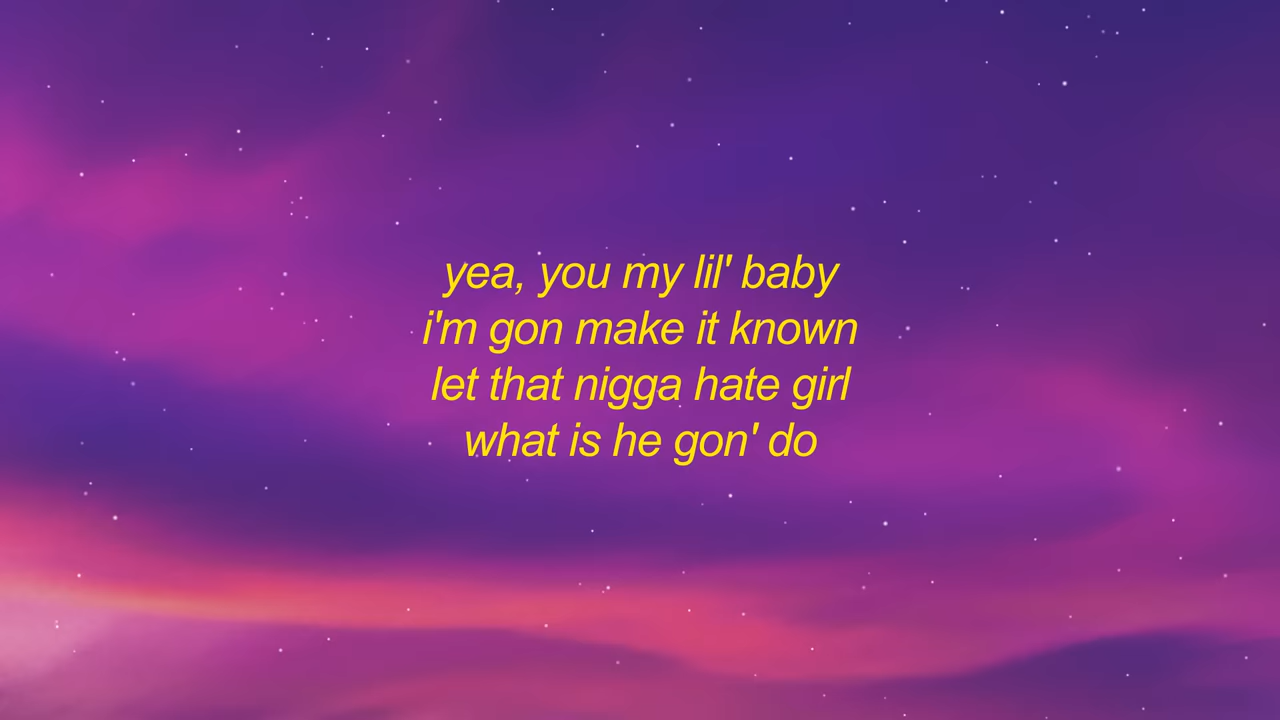 yea, you my lil' baby
i'm gon make it known
let that nigga hate girl
what is he gon' do